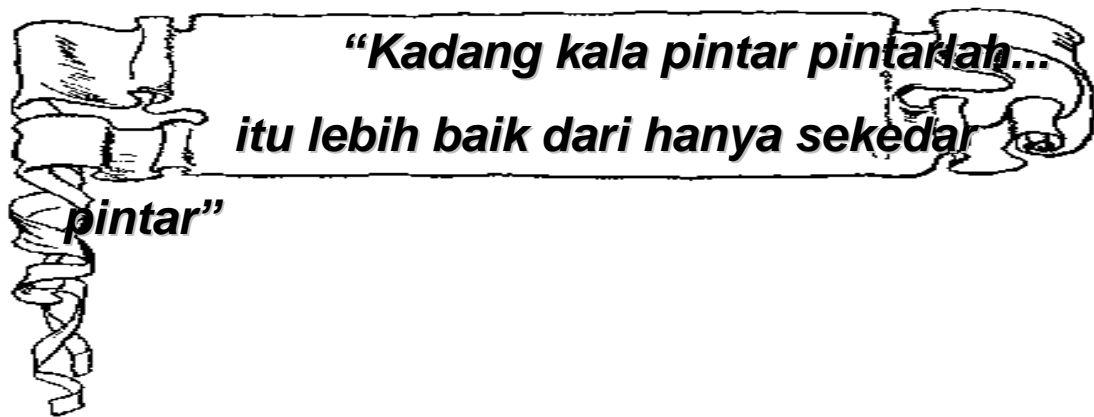 “Kadang kala pintar pintarlah...
itu lebih baik dari hanya sekedar
pintar”